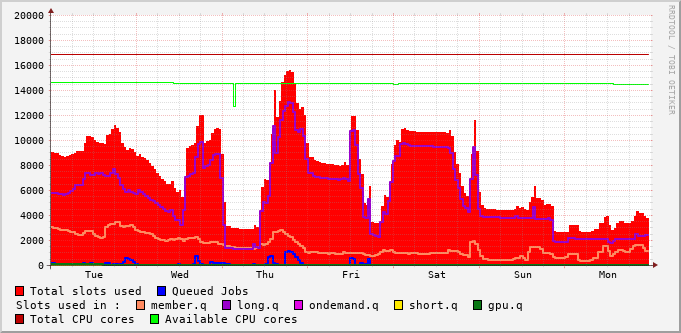 20000
18000
16000
14000
12000
10000
8000
6000
4000
2000
0
Tue Wed Thu Fri Sat Sun Mon
Total slots used Queued Jobs
Slots used in : member.q long.q ondemand.q short.q gpu.q
Total CPU cores Available CPU cores
RRDTOOL / TOBI OETIKER